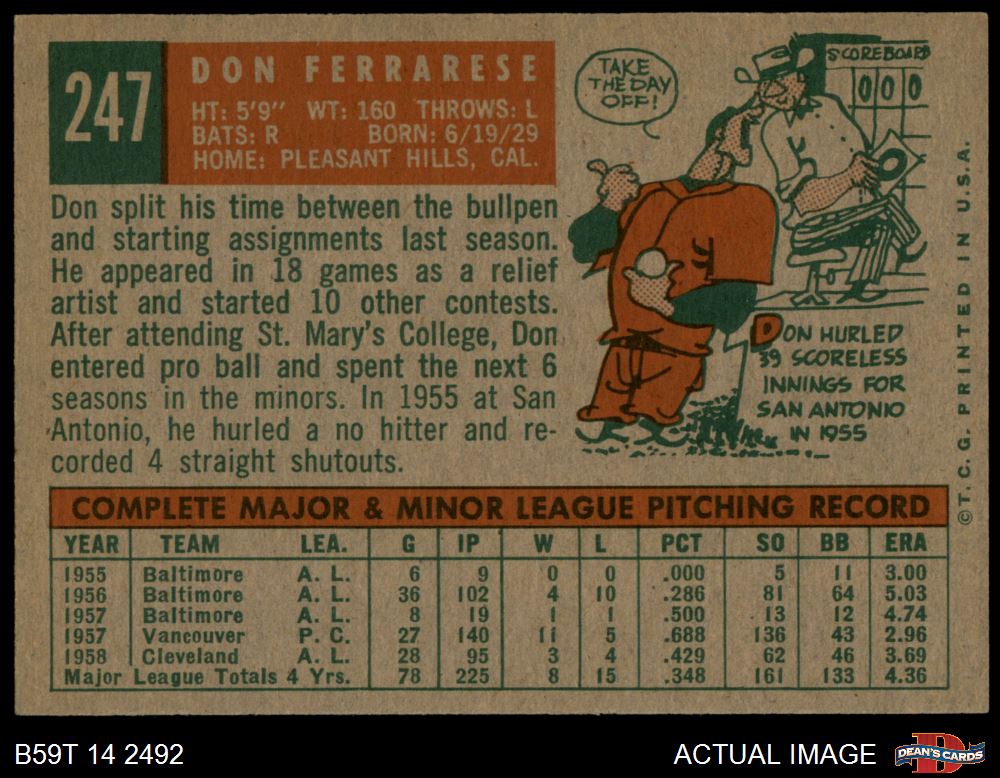 247
DON FERRARESE
HT: 5'9" WT: 160 THROWS: L
BATS: R BORN: 6/19/29
HOME: PLEASANT HILLS, CAL.
Don split his time between the bullpen
and starting assignments last season.
He appeared in 18 games as a relief
artist and started 10 other contests.
After attending St. Mary's College, Don
entered pro ball and spent the next 6
seasons in the minors. In 1955 at San
Antonio, he hurled a no hitter and re-
corded 4 straight shutouts.
TAKE
THE DAY
OFF!
SCOREBOARD
000
DON HURLED
39 SCORELESS
INNINGS FOR
SAN ANTONIO
IN 1955
© T. C. G. PRINTED IN U.S.A.
COMPLETE MAJOR & MINOR LEAGUE PITCHING RECORD
YEAR TEAM LEA. G IP W L PCT SO BB ERA
1955 Baltimore A. L. 6 9 0 0 .000 5 11 3.00
1956 Baltimore A. L. 36 102 4 10 .286 81 64 5.03
1957 Baltimore A. L. 8 19 1 1 .500 13 12 4.74
1957 Vancouver P. C. 27 140 11 5 .688 136 43 2.96
1958 Cleveland A. L. 28 95 3 4 .429 62 46 3.69
Major League Totals 4 Yrs. 78 225 8 15 .348 161 133 4.36
B59T 14 2492
ACTUAL IMAGE
DEAN'S CARDS